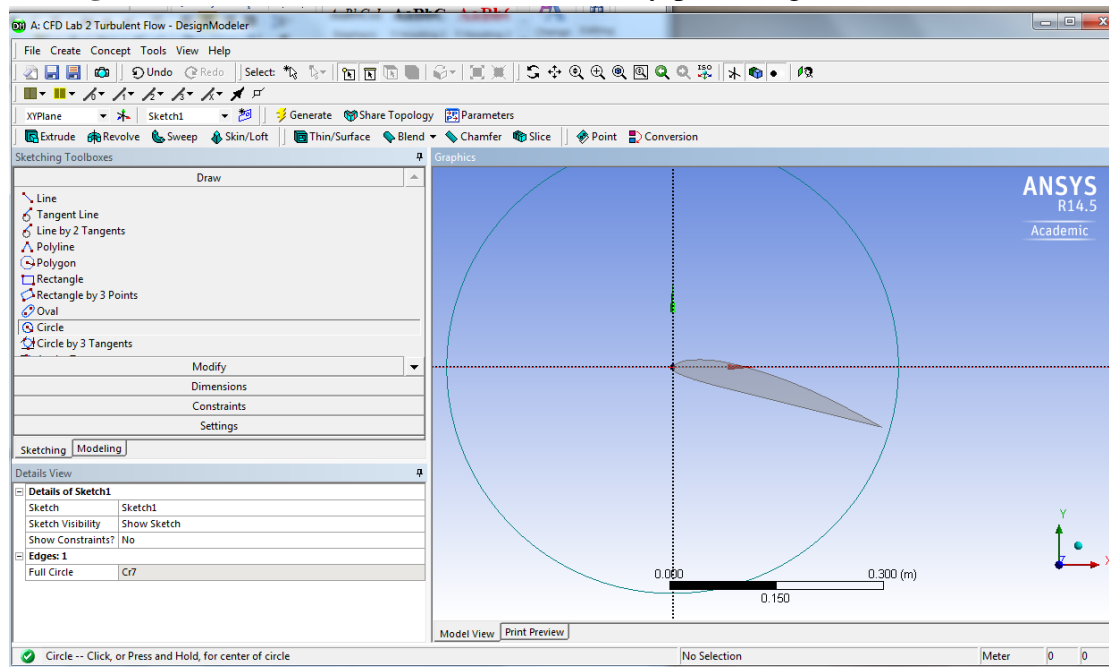 A: CFD Lab 2 Turbulent Flow - DesignModeler
File Create Concept Tools View Help
Undo Redo Select: ISO
XYPlane Sketch1 Generate Share Topology Parameters
Extrude Revolve Sweep Skin/Loft Thin/Surface Blend Chamfer Slice Point Conversion
Sketching Toolboxes
Draw
Line
Tangent Line
Line by 2 Tangents
Polyline
Polygon
Rectangle
Rectangle by 3 Points
Oval
Circle
Circle by 3 Tangents
Modify
Dimensions
Constraints
Settings
Sketching Modeling
Details View
Details of Sketch1
Sketch Sketch1
Sketch Visibility Show Sketch
Show Constraints? No
Edges: 1
Full Circle Cr7
Graphics
ANSYS
R14.5
Academic
Y
Z X
0.000 0.300 (m)
0.150
Model View Print Preview
Circle -- Click, or Press and Hold, for center of circle No Selection Meter 0 0